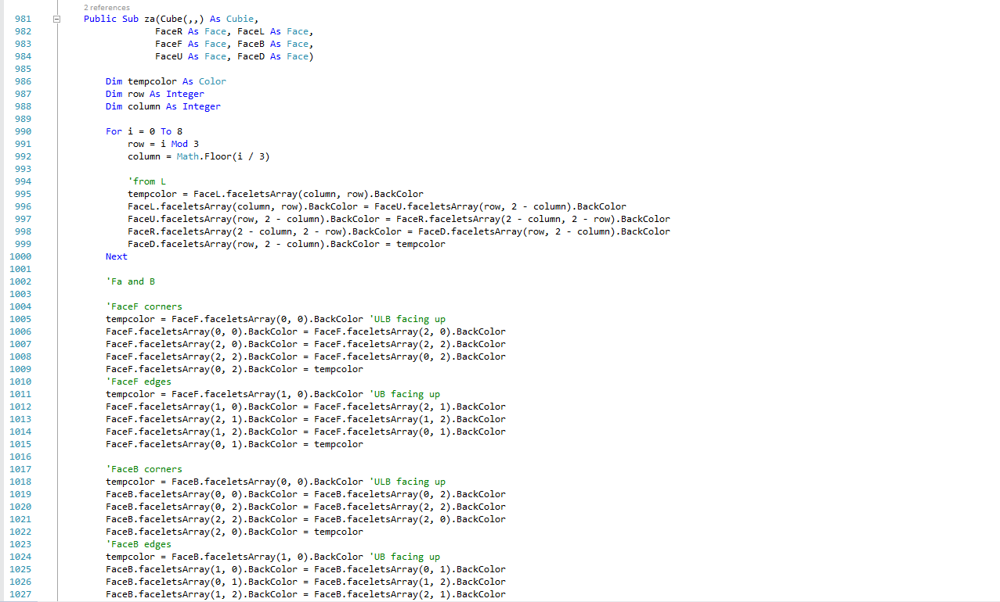 2 references
981 Public Sub za(Cube(,,) As Cubie,
982 FaceR As Face, FaceL As Face,
983 FaceF As Face, FaceB As Face,
984 FaceU As Face, FaceD As Face)
985
986 Dim tempcolor As Color
987 Dim row As Integer
988 Dim column As Integer
989
990 For i = 0 To 8
991 row = i Mod 3
992 column = Math.Floor(i / 3)
993
994 'from L
995 tempcolor = FaceL.faceletsArray(column, row).BackColor
996 FaceL.faceletsArray(column, row).BackColor = FaceU.faceletsArray(row, 2 - column).BackColor
997 FaceU.faceletsArray(row, 2 - column).BackColor = FaceR.faceletsArray(2 - column, 2 - row).BackColor
998 FaceR.faceletsArray(2 - column, 2 - row).BackColor = FaceD.faceletsArray(row, 2 - column).BackColor
999 FaceD.faceletsArray(row, 2 - column).BackColor = tempcolor
1000 Next
1001
1002 'Fa and B
1003
1004 'FaceF corners
1005 tempcolor = FaceF.faceletsArray(0, 0).BackColor 'ULB facing up
1006 FaceF.faceletsArray(0, 0).BackColor = FaceF.faceletsArray(2, 0).BackColor
1007 FaceF.faceletsArray(2, 0).BackColor = FaceF.faceletsArray(2, 2).BackColor
1008 FaceF.faceletsArray(2, 2).BackColor = FaceF.faceletsArray(0, 2).BackColor
1009 FaceF.faceletsArray(0, 2).BackColor = tempcolor
1010 'FaceF edges
1011 tempcolor = FaceF.faceletsArray(1, 0).BackColor 'UB facing up
1012 FaceF.faceletsArray(1, 0).BackColor = FaceF.faceletsArray(2, 1).BackColor
1013 FaceF.faceletsArray(2, 1).BackColor = FaceF.faceletsArray(1, 2).BackColor
1014 FaceF.faceletsArray(1, 2).BackColor = FaceF.faceletsArray(0, 1).BackColor
1015 FaceF.faceletsArray(0, 1).BackColor = tempcolor
1016
1017 'FaceB corners
1018 tempcolor = FaceB.faceletsArray(0, 0).BackColor 'ULB facing up
1019 FaceB.faceletsArray(0, 0).BackColor = FaceB.faceletsArray(0, 2).BackColor
1020 FaceB.faceletsArray(0, 2).BackColor = FaceB.faceletsArray(2, 2).BackColor
1021 FaceB.faceletsArray(2, 2).BackColor = FaceB.faceletsArray(2, 0).BackColor
1022 FaceB.faceletsArray(2, 0).BackColor = tempcolor
1023 'FaceB edges
1024 tempcolor = FaceB.faceletsArray(1, 0).BackColor 'UB facing up
1025 FaceB.faceletsArray(1, 0).BackColor = FaceB.faceletsArray(0, 1).BackColor
1026 FaceB.faceletsArray(0, 1).BackColor = FaceB.faceletsArray(1, 2).BackColor
1027 FaceB.faceletsArray(1, 2).BackColor = FaceB.faceletsArray(2, 1).BackColor